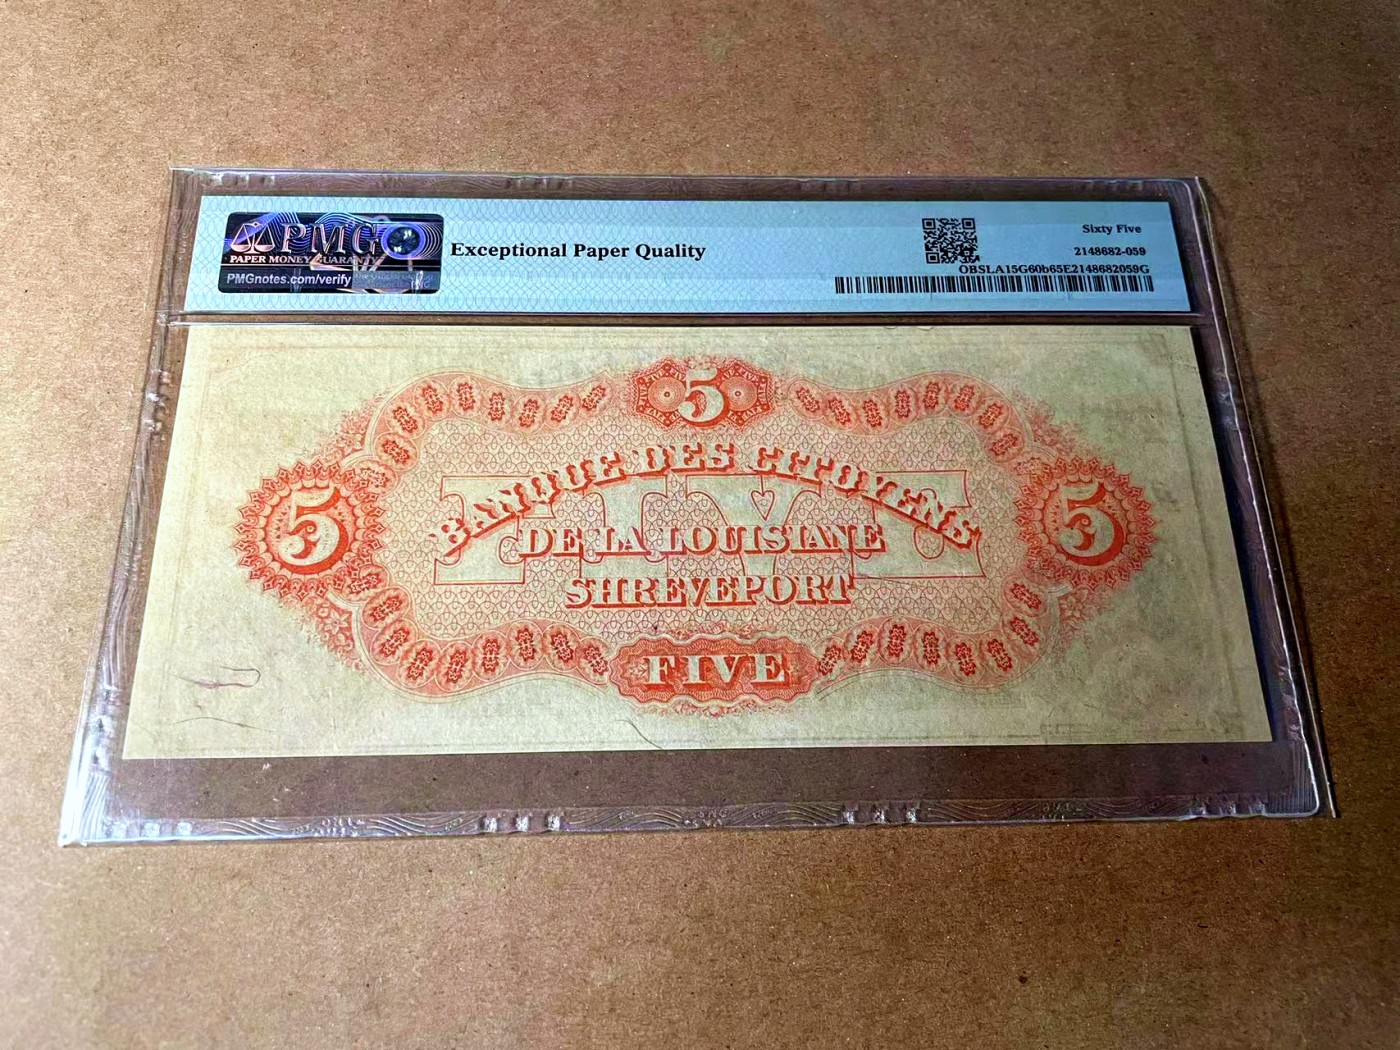 PMG
PAPER MONEY GUARANTY
PMGnotes.com/verify
Exceptional Paper Quality
Sixty Five
2148682-059
OBSLA15G60b65E2148682059G
5
BANQUE DES CITOYENS
FIVE
DE LA LOUISIANE
SHREVEPORT
5
5
FIVE